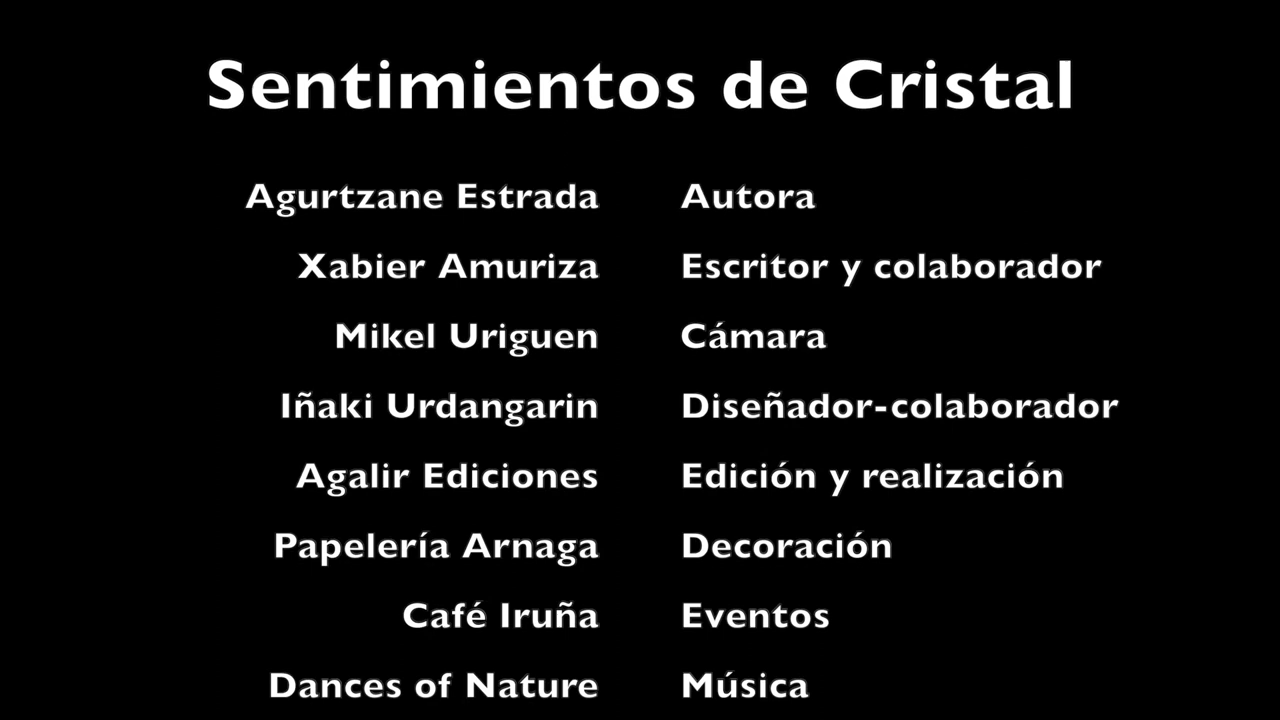 Sentimientos de Cristal
Agurtzane Estrada Autora
Xabier Amuriza Escritor y colaborador
Mikel Uriguen Cámara
Iñaki Urdangarin Diseñador-colaborador
Agalir Ediciones Edición y realización
Papelería Arnaga Decoración
Café Iruña Eventos
Dances of Nature Música